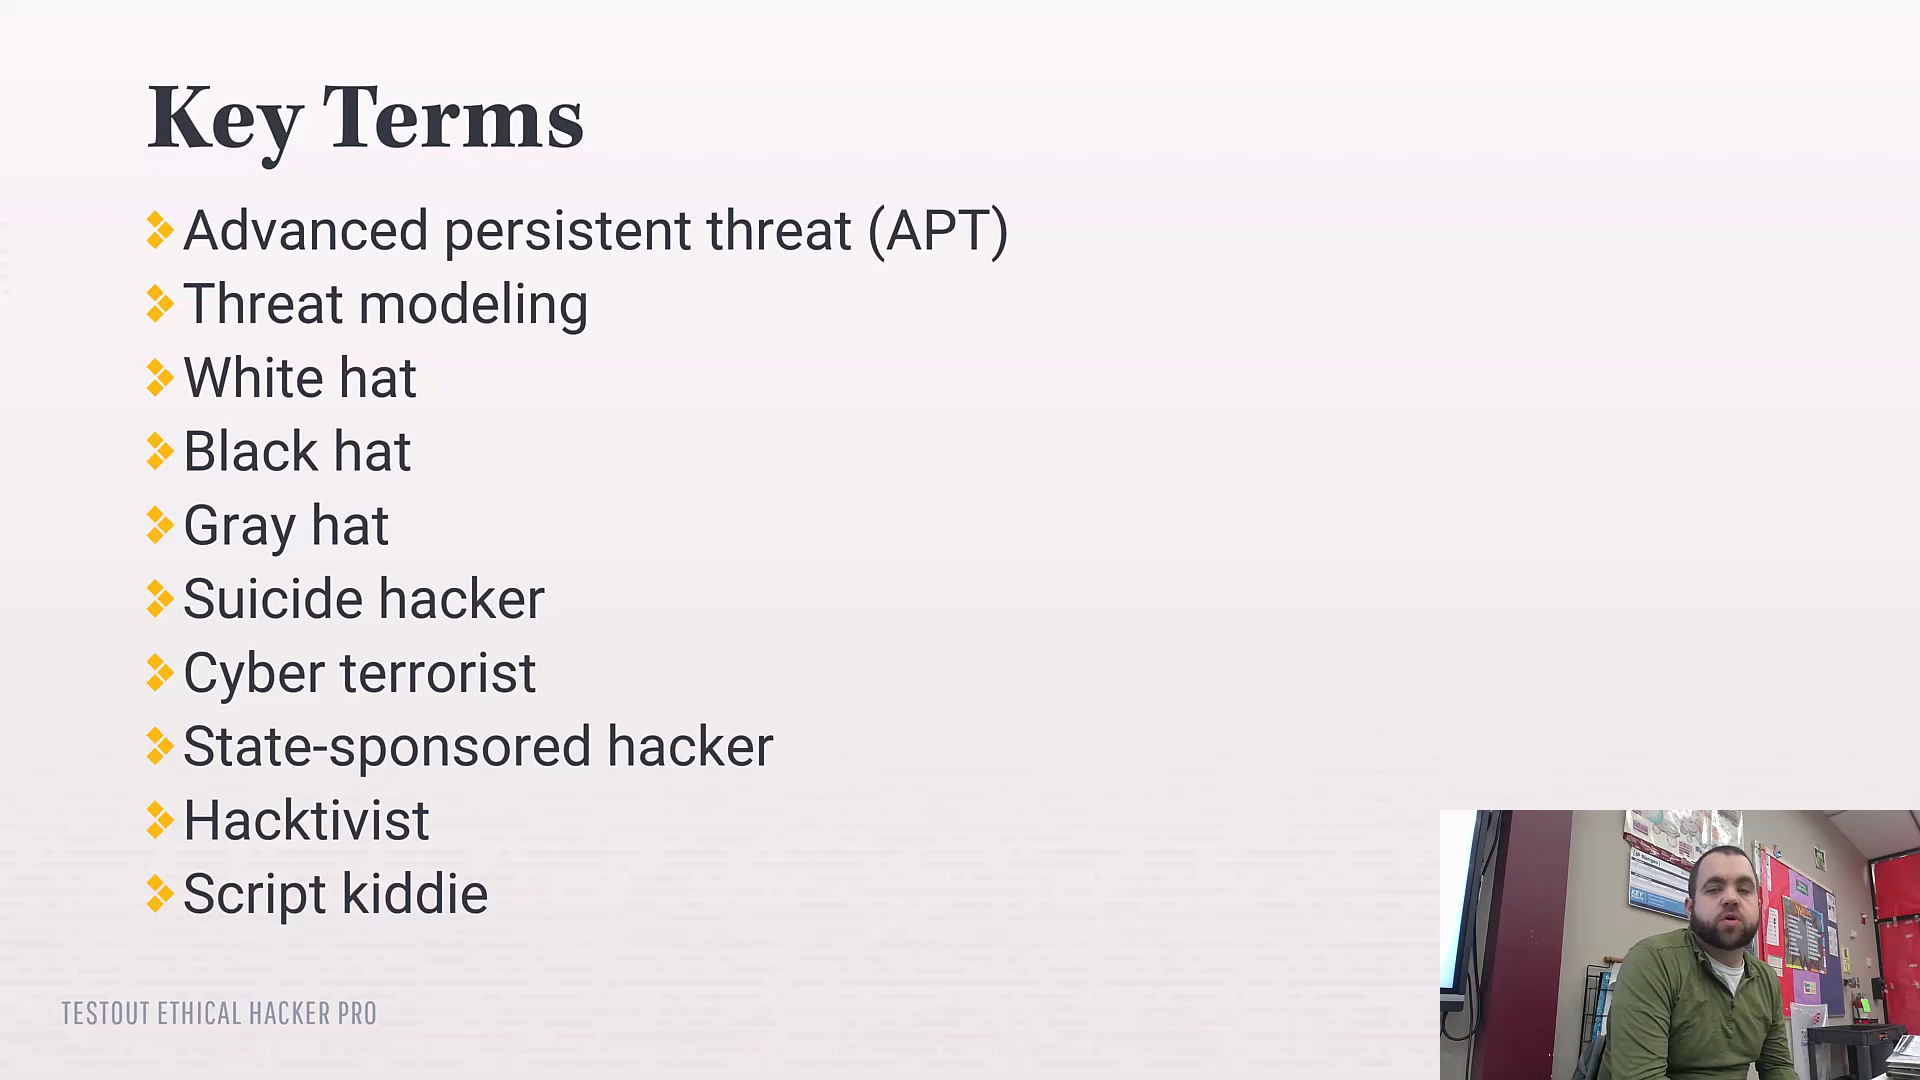 Key Terms
Advanced persistent threat (APT)
Threat modeling
White hat
Black hat
Gray hat
Suicide hacker
Cyber terrorist
State-sponsored hacker
Hacktivist
Script kiddie
TESTOUT ETHICAL HACKER PRO
KEY